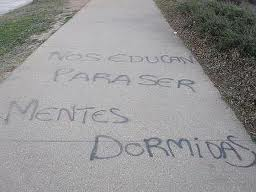 NOS EDUCAN
PARA SER
MENTES
DORMIDAS